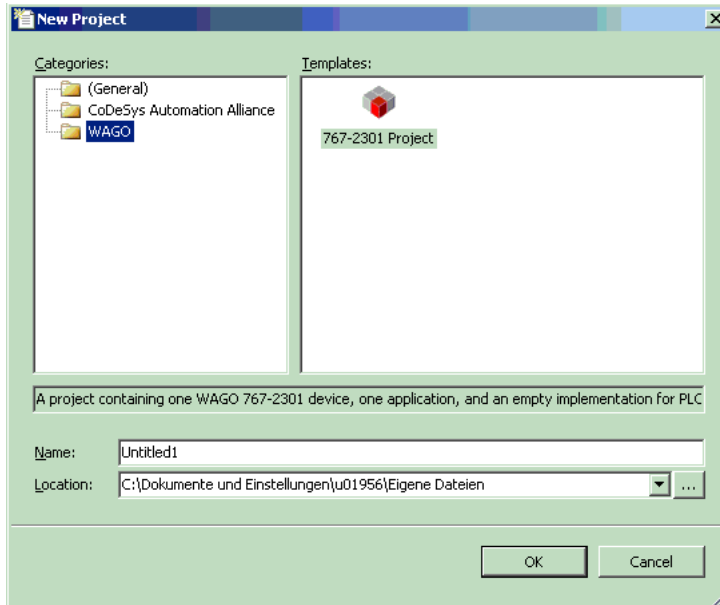 New Project
Categories:
Templates:
(General)
CoDeSys Automation Alliance
WAGO
767-2301 Project
A project containing one WAGO 767-2301 device, one application, and an empty implementation for PLC
Name:
Untitled1
Location:
C:\Dokumente und Einstellungen\u01956\Eigene Dateien
...
OK
Cancel